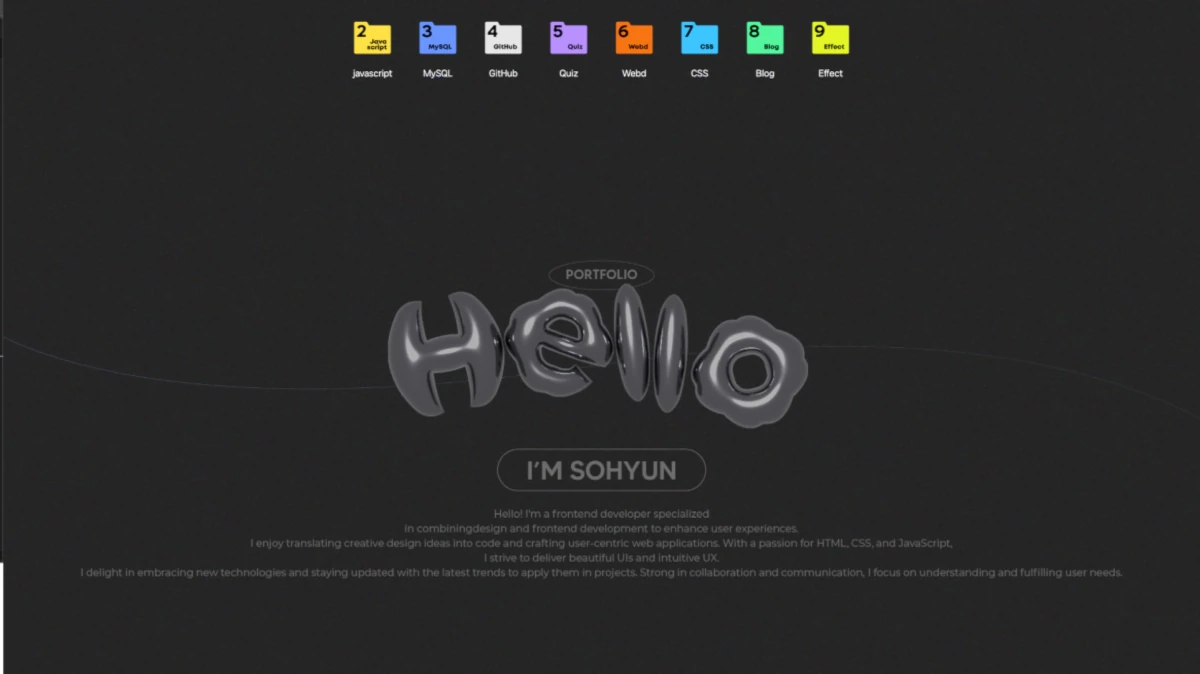 2 Java script
3 MySQL
4 GitHub
5 Quiz
6 Webd
7 CSS
8 Blog
9 Effect
javascript
MySQL
GitHub
Quiz
Webd
CSS
Blog
Effect
PORTFOLIO
Hello
I'M SOHYUN
Hello! I'm a frontend developer specialized
in combiningdesign and frontend development to enhance user experiences.
I enjoy translating creative design ideas into code and crafting user-centric web applications. With a passion for HTML, CSS, and JavaScript,
I strive to deliver beautiful UIs and intuitive UX.
I delight in embracing new technologies and staying updated with the latest trends to apply them in projects. Strong in collaboration and communication, I focus on understanding and fulfilling user needs.